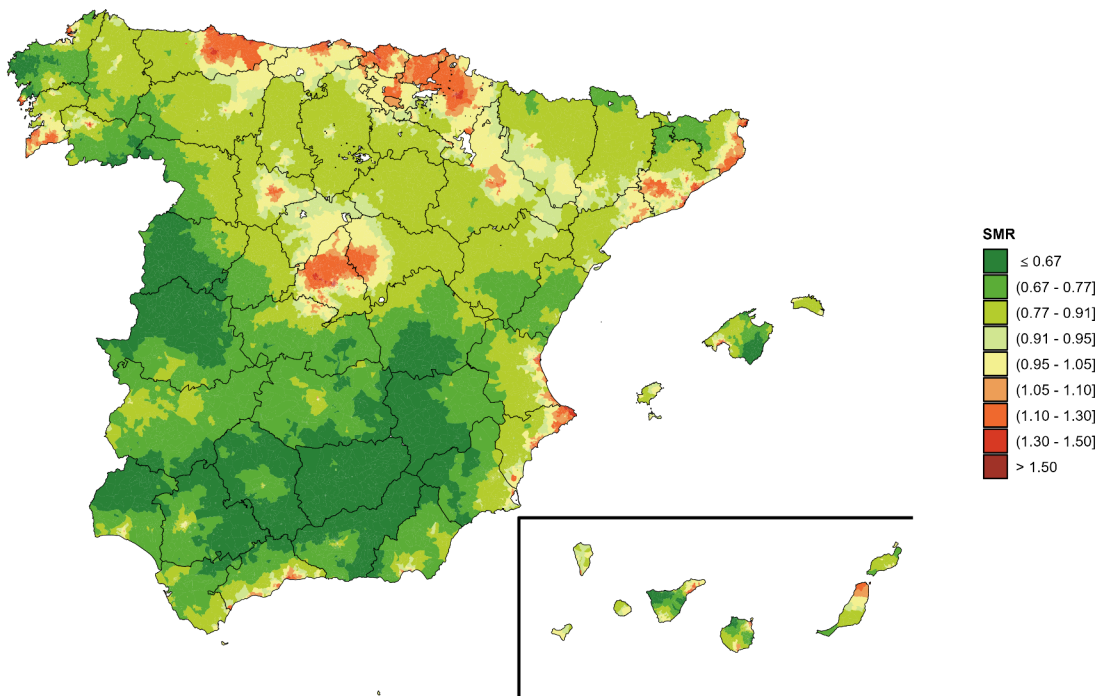 SMR
≤ 0.67
(0.67 - 0.77]
(0.77 - 0.91]
(0.91 - 0.95]
(0.95 - 1.05]
(1.05 - 1.10]
(1.10 - 1.30]
(1.30 - 1.50]
> 1.50